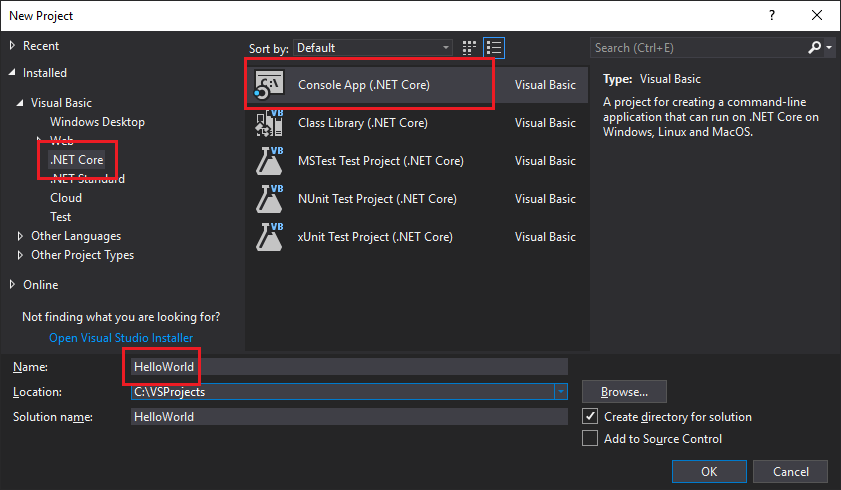 New Project
?
Recent
Installed
Visual Basic
Windows Desktop
Web
.NET Core
.NET Standard
Cloud
Test
Other Languages
Other Project Types
Online
Not finding what you are looking for?
Open Visual Studio Installer
Sort by: Default
Search (Ctrl+E)
C:\ Console App (.NET Core) Visual Basic
VB Class Library (.NET Core) Visual Basic
VB MSTest Test Project (.NET Core) Visual Basic
VB NUnit Test Project (.NET Core) Visual Basic
VB xUnit Test Project (.NET Core) Visual Basic
Type: Visual Basic
A project for creating a command-line
application that can run on .NET Core on
Windows, Linux and MacOS.
Name: HelloWorld
Location: C:\VSProjects
Browse...
Solution name: HelloWorld
Create directory for solution
Add to Source Control
OK Cancel